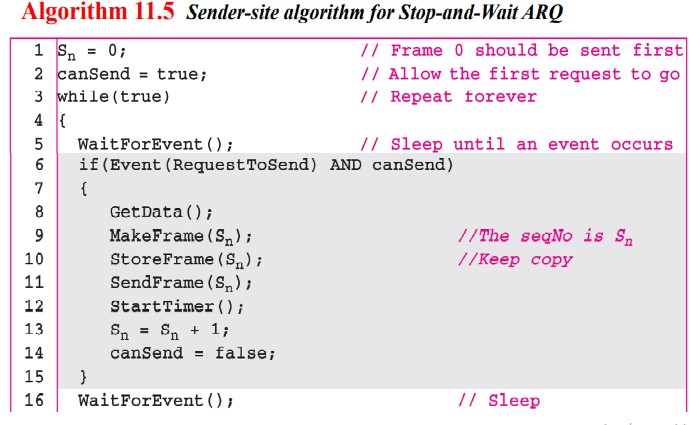 Algorithm 11.5 Sender-site algorithm for Stop-and-Wait ARQ
1 Sn = 0; // Frame 0 should be sent first
2 canSend = true; // Allow the first request to go
3 while(true) // Repeat forever
4 {
5 WaitForEvent(); // Sleep until an event occurs
6 if(Event(RequestToSend) AND canSend)
7 {
8 GetData();
9 MakeFrame(Sn); //The seqNo is Sn
10 StoreFrame(Sn); //Keep copy
11 SendFrame(Sn);
12 StartTimer();
13 Sn = Sn + 1;
14 canSend = false;
15 }
16 WaitForEvent(); // Sleep